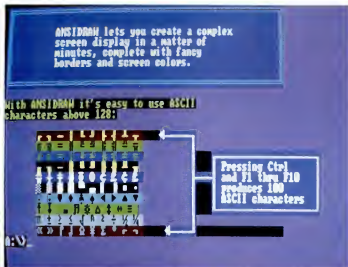 ANSIDRAW lets you create a complex
screen display in a matter of
minutes, complete with fancy
borders and screen colors.
With ANSIDRAW it's easy to use ASCII
characters above 128:
Pressing Ctrl
and F1 thru F10
produces 100
ASCII characters
A:\>